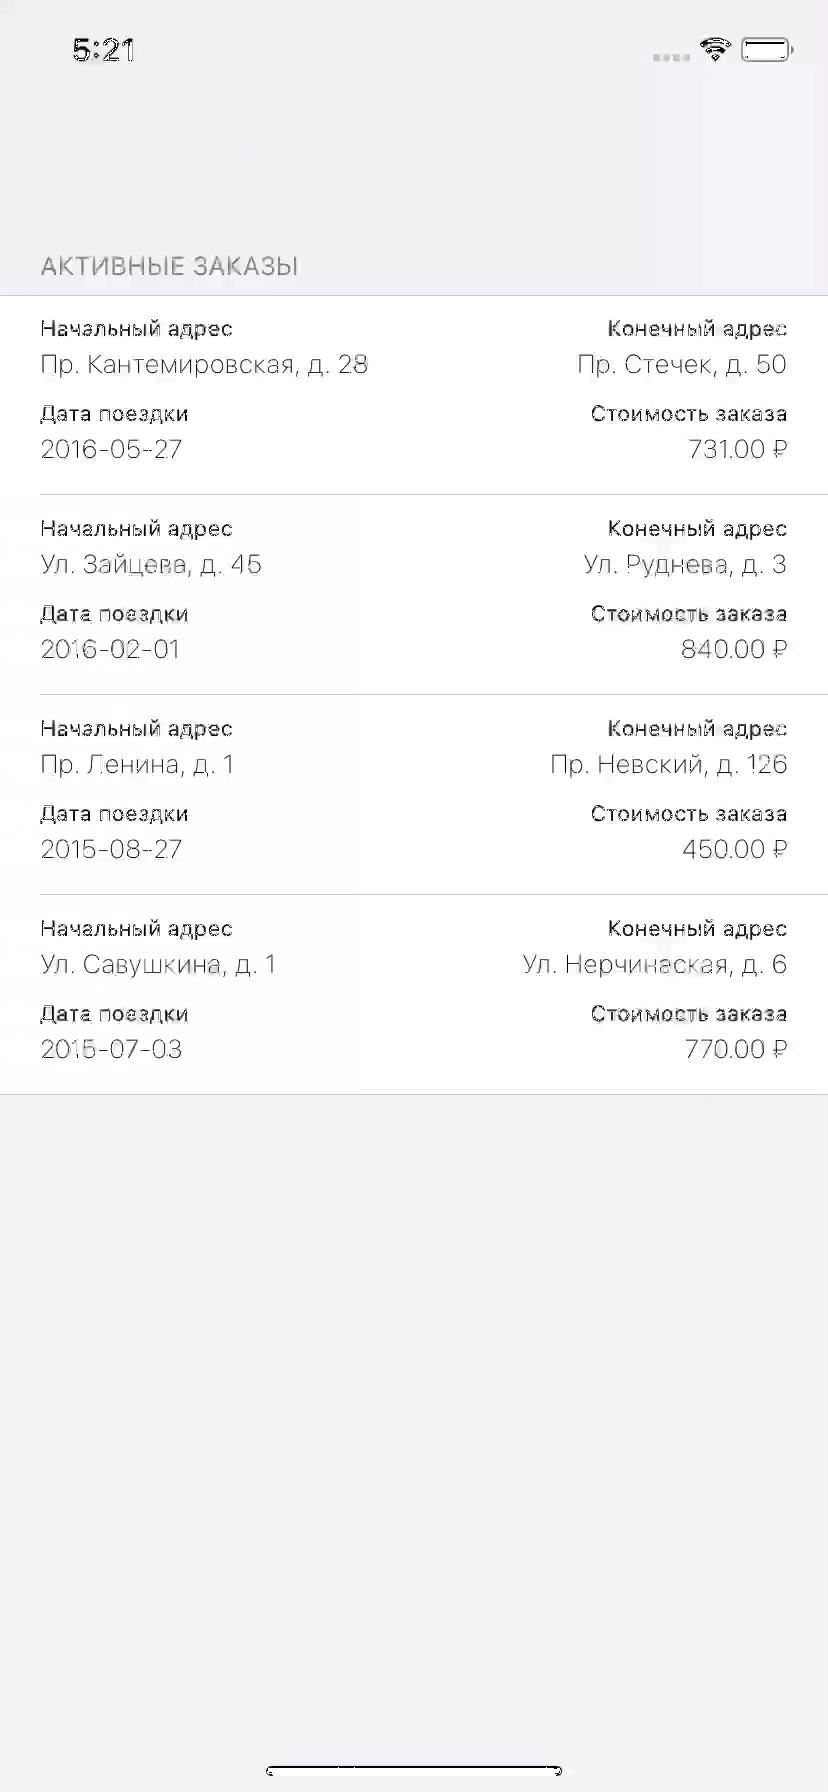 5:21
АКТИВНЫЕ ЗАКАЗЫ
Начальный адрес Конечный адрес
Пр. Кантемировская, д. 28 Пр. Стечек, д. 50
Дата поездки Стоимость заказа
2016-05-27 731.00 ₽
Начальный адрес Конечный адрес
Ул. Зайцева, д. 45 Ул. Руднева, д. 3
Дата поездки Стоимость заказа
2016-02-01 840.00 ₽
Начальный адрес Конечный адрес
Пр. Ленина, д. 1 Пр. Невский, д. 126
Дата поездки Стоимость заказа
2015-08-27 450.00 ₽
Начальный адрес Конечный адрес
Ул. Савушкина, д. 1 Ул. Нерчинаская, д. 6
Дата поездки Стоимость заказа
2015-07-03 770.00 ₽